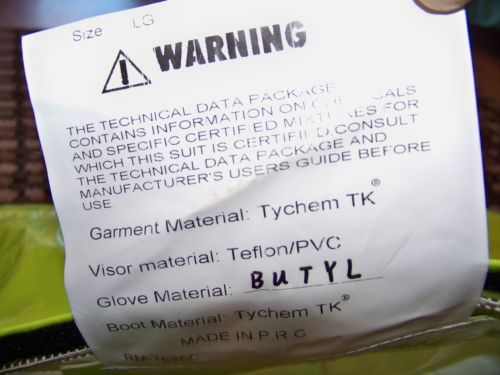 Size LG
WARNING
THE TECHNICAL DATA PACKAGE
CONTAINS INFORMATION ON CHEMICALS
AND SPECIFIC CERTIFIED MIXTURES FOR
WHICH THIS SUIT IS CERTIFIED. CONSULT
THE TECHNICAL DATA PACKAGE AND
MANUFACTURER'S USERS GUIDE BEFORE
USE.
Garment Material: Tychem TK®
Visor material: Teflon/PVC
Glove Material: BUTYL
Boot Material: Tychem TK®
MADE IN P.R.C